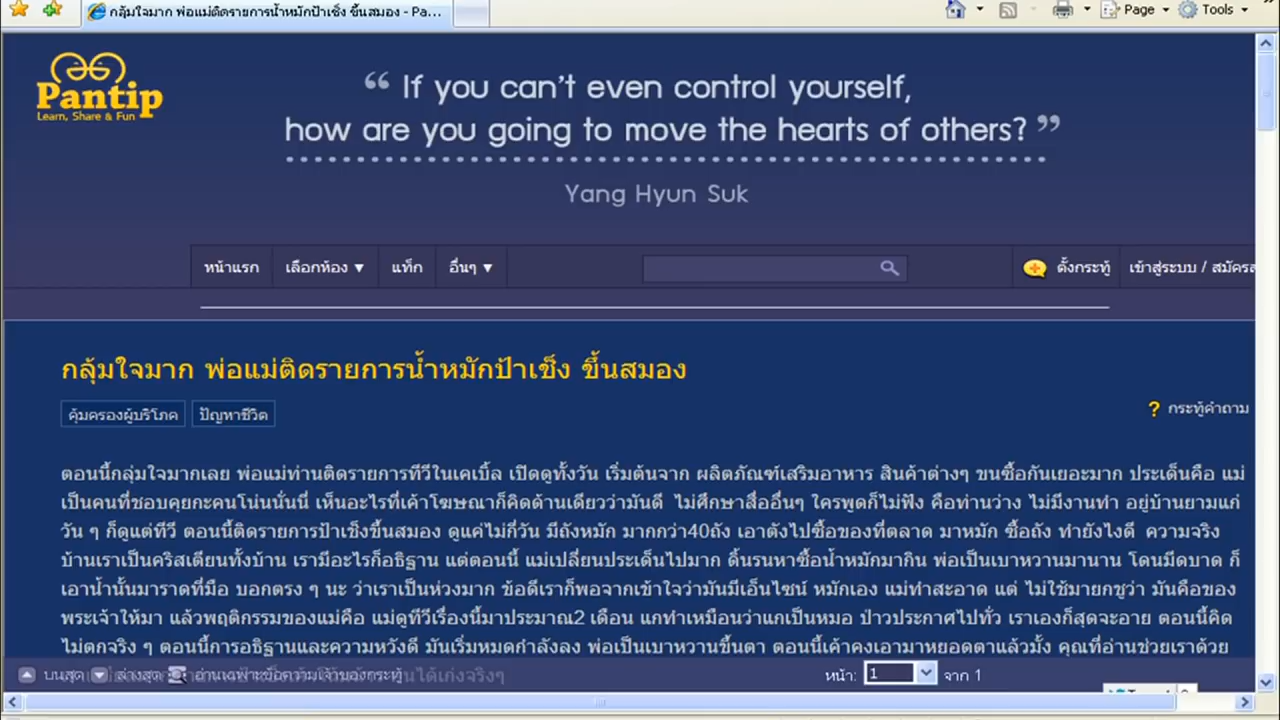 กลุ้มใจมาก พ่อแม่ติดรายการน้ำหมักป้าเช็ง ขึ้นสมอง - Pa...
Page
Tools
Pantip
Learn, Share & Fun
“ If you can't even control yourself,
how are you going to move the hearts of others? ”
Yang Hyun Suk
หน้าแรก เลือกห้อง ▼ แท็ก อื่นๆ ▼ ตั้งกระทู้ เข้าสู่ระบบ / สมัครส
กลุ้มใจมาก พ่อแม่ติดรายการน้ำหมักป้าเช็ง ขึ้นสมอง
คุ้มครองผู้บริโภค ปัญหาชีวิต
? กระทู้คำถาม
ตอนนี้กลุ่มใจมากเลย พ่อแม่ท่านติดรายการทีวีในเคเบิ้ล เปิดดูทั้งวัน เริ่มต้นจาก ผลิตภัณฑ์เสริมอาหาร สินค้าต่างๆ ขนซื้อกันเยอะมาก ประเด็นคือ แม่
เป็นคนที่ชอบคุยกะคนโน่นนั่นนี่ เห็นอะไรที่เค้าโฆษณาก็คิดด้านเดียวว่ามันดี ไม่ศึกษาสื่ออื่นๆ ใครพูดก็ไม่ฟัง คือท่านว่าง ไม่มีงานทำ อยู่บ้านยามแก่
วัน ๆ ก็ดูแต่ทีวี ตอนนี้ติดรายการป้าเช็งขึ้นสมอง ดูแค่ไม่กี่วัน มีถังหมัก มากกว่า40ถัง เอาตังไปซื้อของที่ตลาด มาหมัก ซื้อถัง ทำยังไงดี ความจริง
บ้านเราเป็นคริสเตียนทั้งบ้าน เรามีอะไรก็อธิฐาน แต่ตอนนี้ แม่เปลี่ยนประเด็นไปมาก ดิ้นรนหาซื้อน้ำหมักมากิน พ่อเป็นเบาหวานมานาน โดนมีดบาด ก็
เอาน้ำนั้นมาราดที่มือ บอกตรง ๆ นะ ว่าเราเป็นห่วงมาก ข้อดีเราก็พอจากเข้าใจว่ามันมีเอ็นไซน์ หมักเอง แม่ทำสะอาด แต่ ไม่ใช้มายกชูว่า มันคือของ
พระเจ้าให้มา แล้วพฤติกรรมของแม่คือ แม่ดูทีวีเรื่องนี้มาประมาณ2 เดือน แกทำเหมือนว่าแกเป็นหมอ ป่าวประกาศไปทั่ว เราเองก็สุดจะอาย ตอนนี้คิด
ไม่ตกจริง ๆ ตอนนี้การอธิฐานและความหวังดี มันเริ่มหมดกำลังลง พ่อเป็นเบาหวานขึ้นตา ตอนนี้เค้าคงเอามาหยอดตาแล้วมั้ง คุณที่อ่านช่วยเราด้วย
บนสุด ล่างสุด อ่านเฉพาะข้อความเจ้าของกระทู้ หน้า: 1 จาก 1